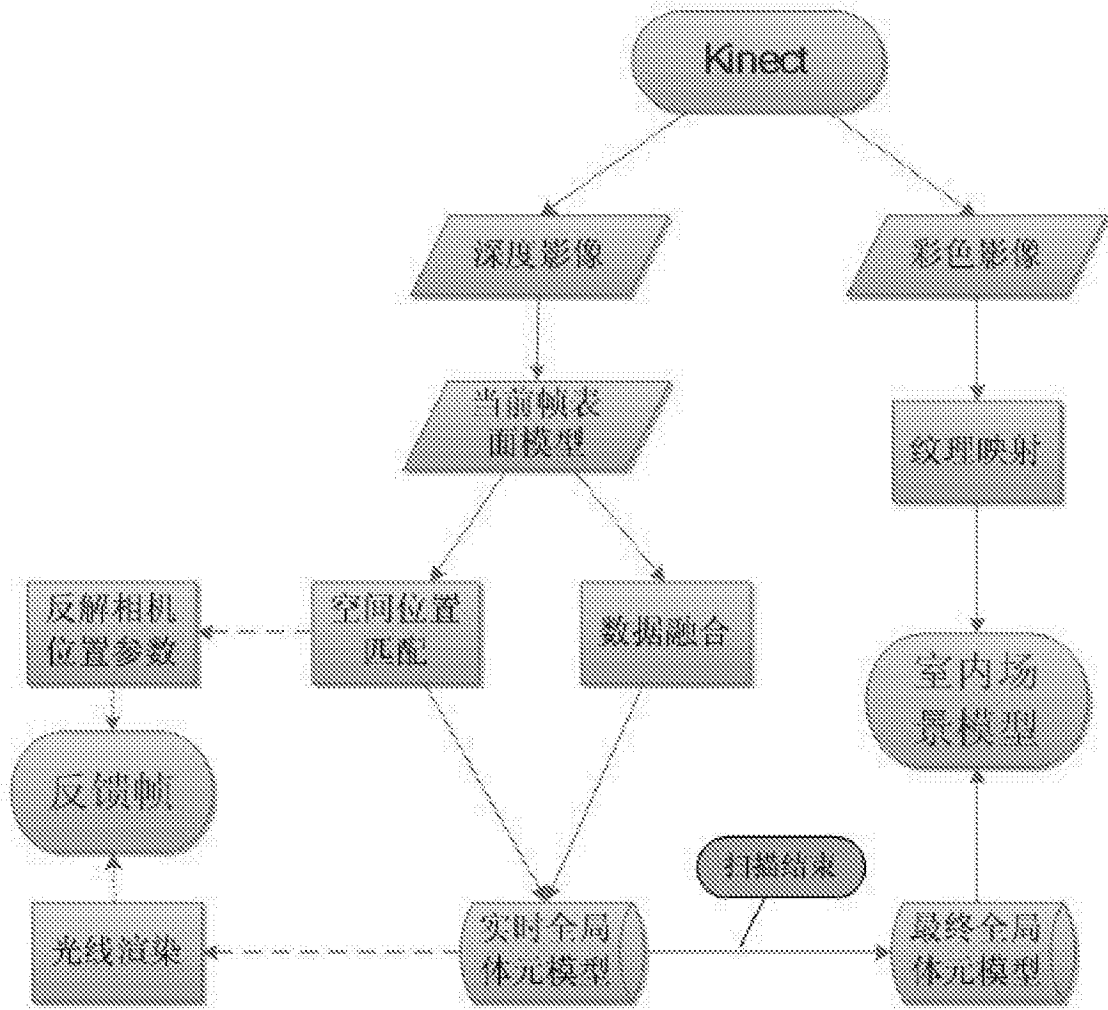 Kinect
深度影像
彩色影像
当前帧表
面模型
纹理映射
反解相机
位置参数
空间位置
匹配
数据融合
室内场
景模型
反馈帧
扫描结束
光线渲染
实时全局
体元模型
最终全局
体元模型